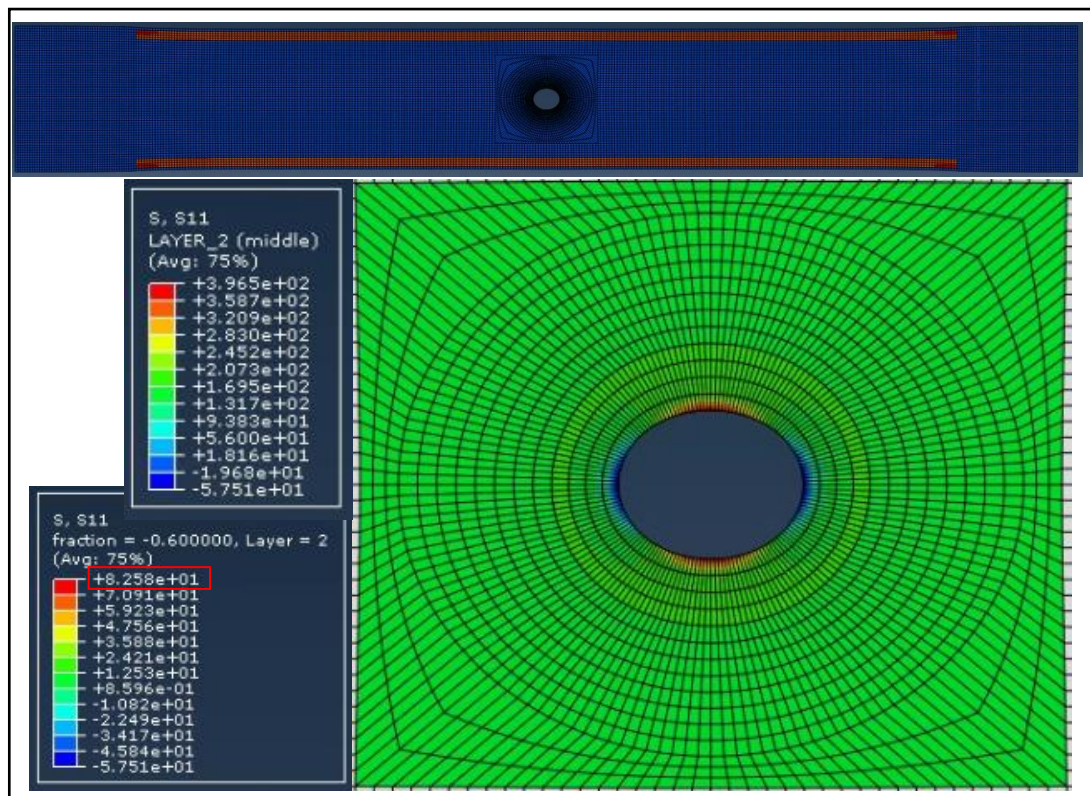 S, S11
LAYER_2 (middle)
(Avg: 75%)
+3.965e+02
+3.587e+02
+3.209e+02
+2.830e+02
+2.452e+02
+2.073e+02
+1.695e+02
+1.317e+02
+9.383e+01
+5.600e+01
+1.816e+01
-1.968e+01
-5.751e+01
S, S11
fraction = -0.600000, Layer = 2
(Avg: 75%)
+8.258e+01
+7.091e+01
+5.923e+01
+4.756e+01
+3.588e+01
+2.421e+01
+1.253e+01
+8.596e-01
-1.082e+01
-2.249e+01
-3.417e+01
-4.584e+01
-5.751e+01